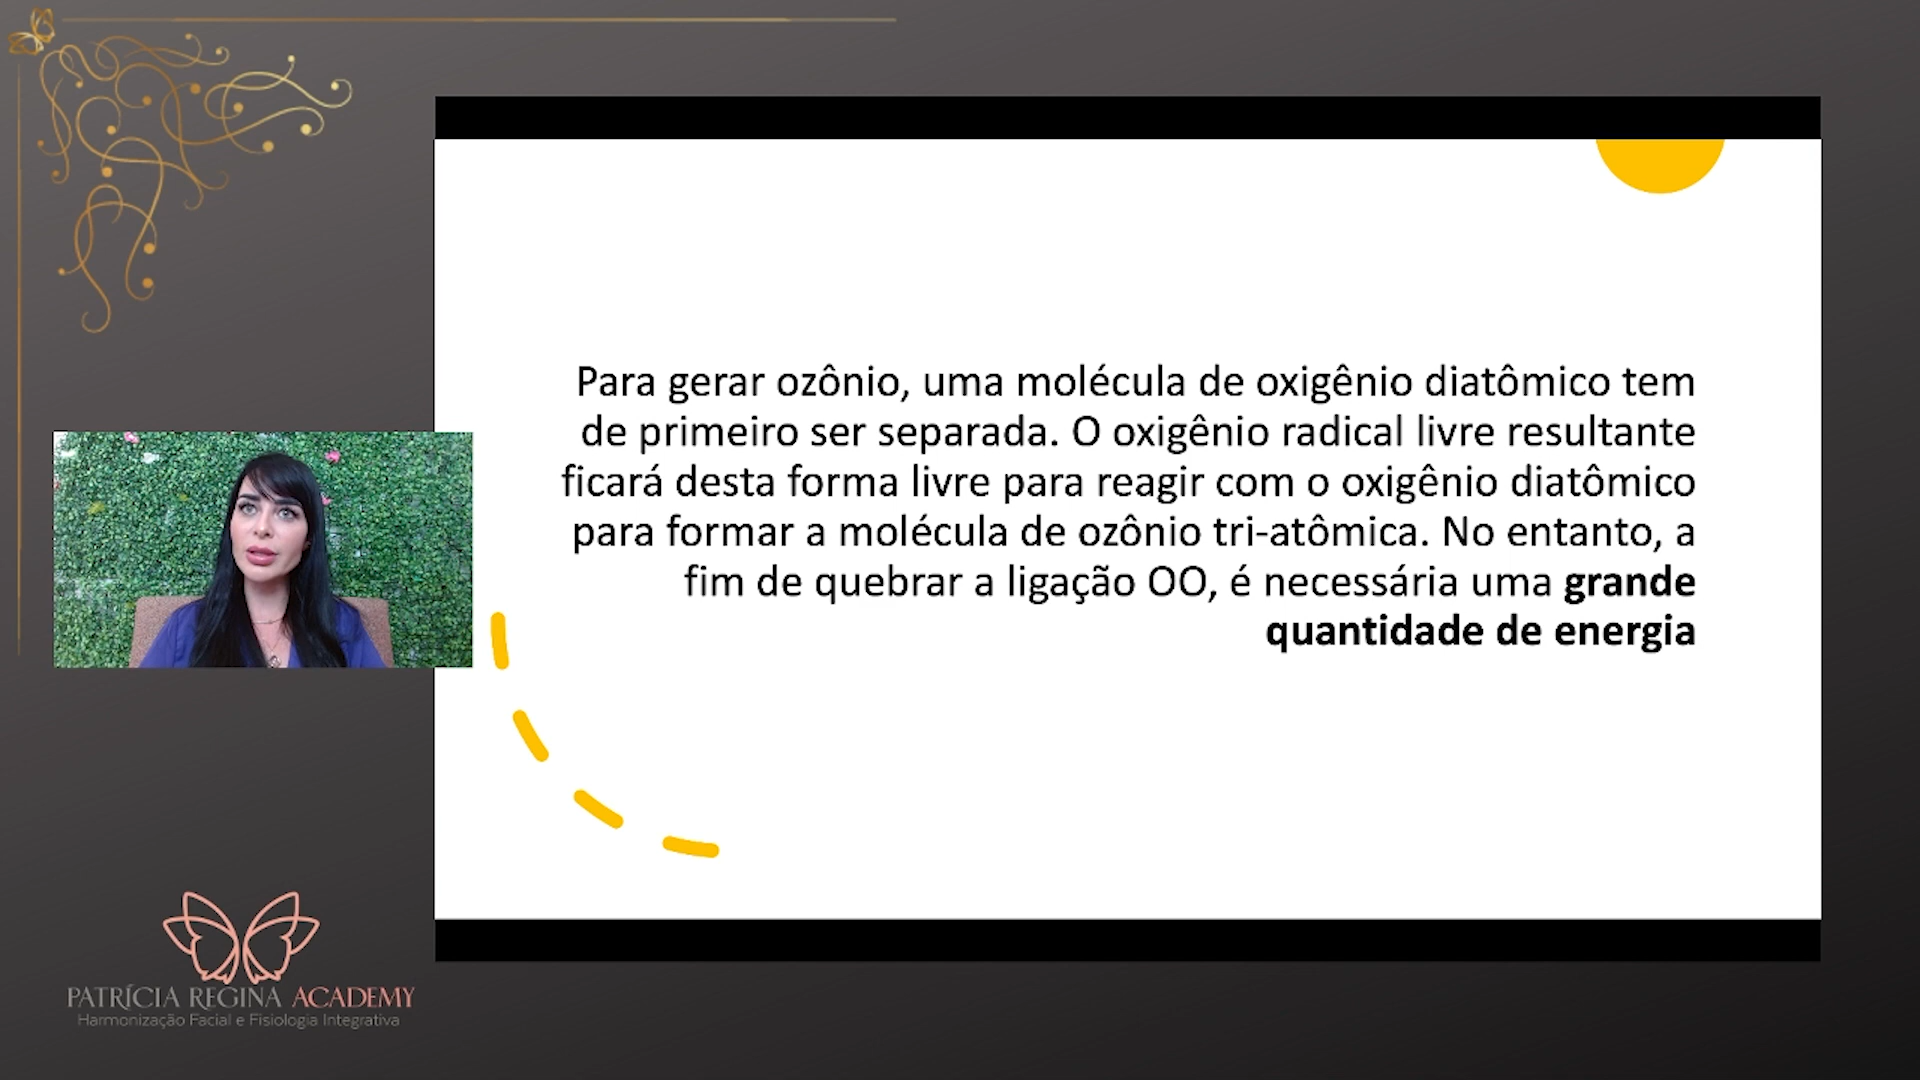 Para gerar ozônio, uma molécula de oxigênio diatômico tem
de primeiro ser separada. O oxigênio radical livre resultante
ficará desta forma livre para reagir com o oxigênio diatômico
para formar a molécula de ozônio tri-atômica. No entanto, a
fim de quebrar a ligação OO, é necessária uma grande
quantidade de energia
PATRÍCIA REGINA ACADEMY
Harmonização Facial e Fisiologia Integrativa